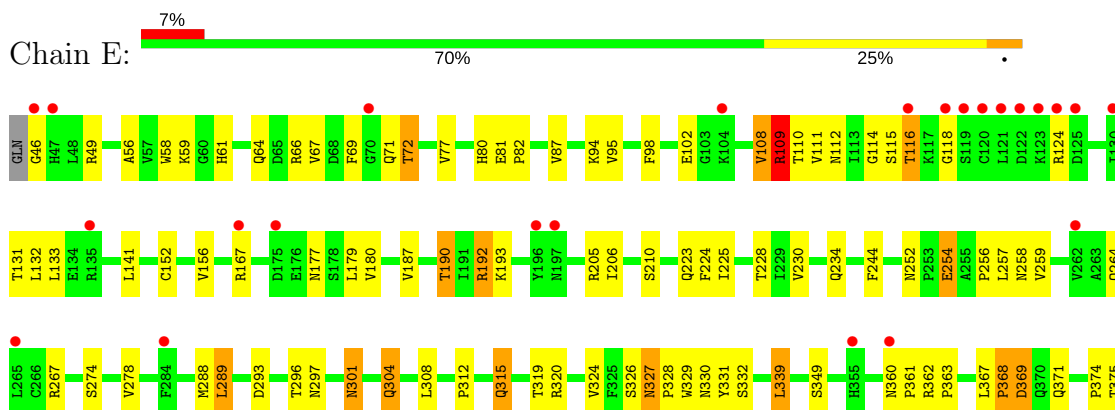 7%
Chain E:
70% 25% •
GLN G46 H47 L48 R49 A56 V57 W58 K59 G60 H61 Q64 D65 R66 V67 D68 F69 G70 Q71 T72 V77 H80 E81 P82 V87 K94 V95 F98 E102 G103 K104 V108 R109 T110 V111 N112 I113 G114 S115 T116 K117 G118 S119 C120 L121 D122 K123 R124 D125
T131 L132 L133 E134 R135 L141 C152 V156 R167 D175 E176 N177 S178 L179 V180 V187 T190 I191 R192 K193 Y196 N197 R205 I206 S210 Q223 F224 I225 T228 I229 V230 Q234 F244 N252 P253 E254 A255 P256 L257 N258 V259 V262 A263
L265 C266 R267 S274 V278 F284 M288 L289 D293 T296 N297 N301 Q304 L308 P312 Q315 T319 R320 V324 F325 S326 N327 P328 W329 N330 Y331 S332 L339 S349 H355 N360 P361 R362 P363 L367 P368 D369 Q370 Q371 P374